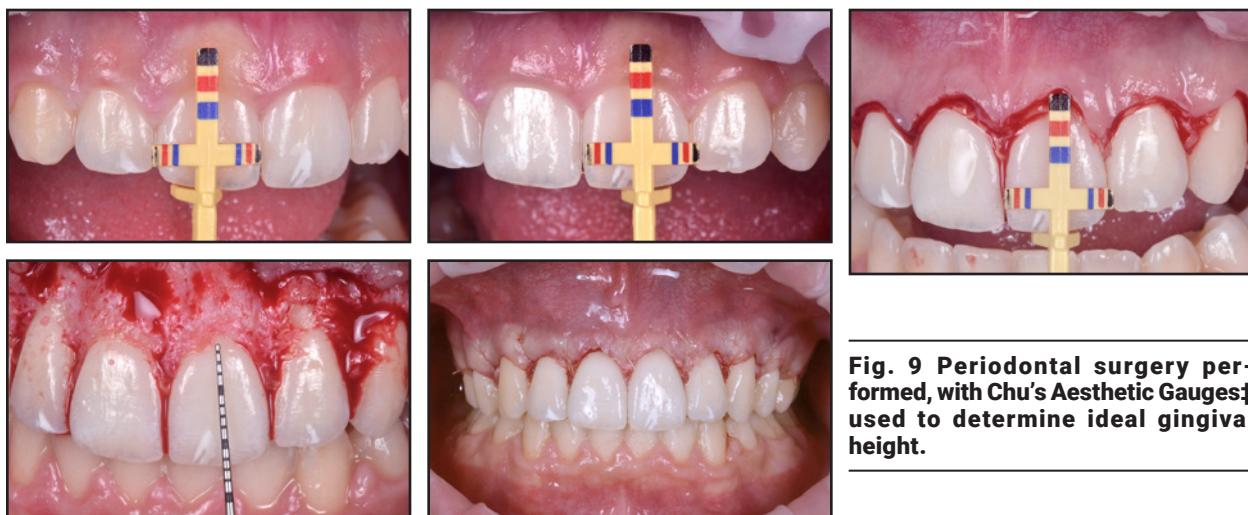 Fig. 9 Periodontal surgery per-
formed, with Chu's Aesthetic Gauges‡
used to determine ideal gingiva
height.